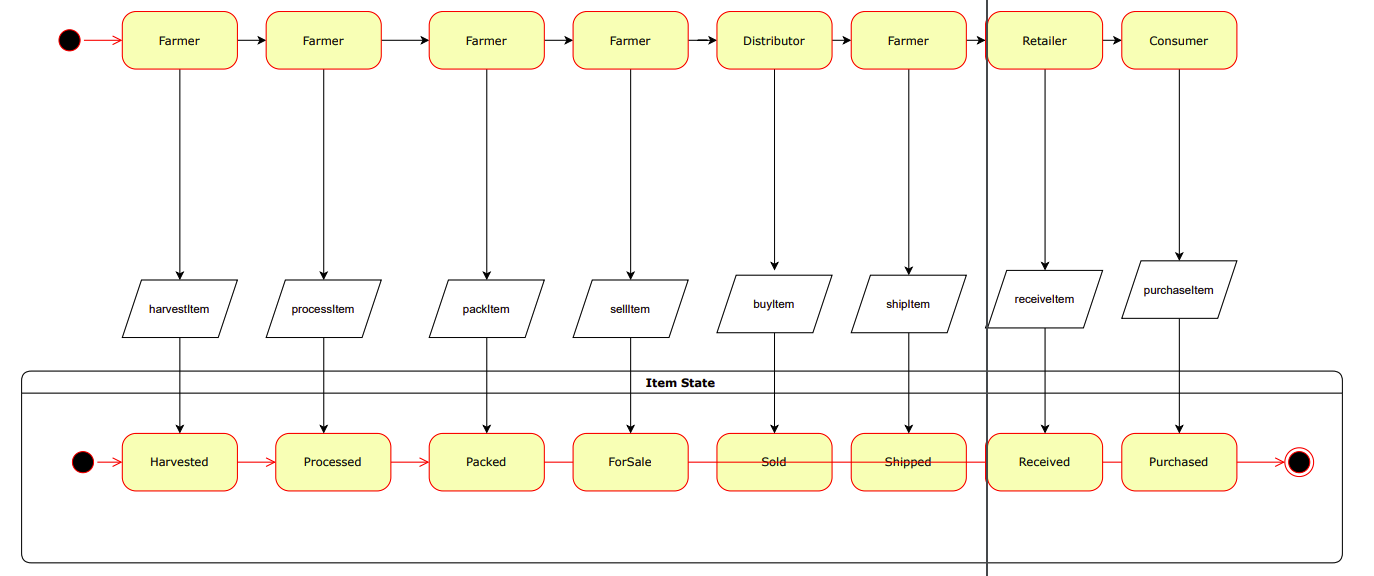 Farmer
Farmer
Farmer
Farmer
Distributor
Farmer
Retailer
Consumer
harvestItem
processItem
packItem
sellItem
buyItem
shipItem
receiveItem
purchaseItem
Item State
Harvested
Processed
Packed
ForSale
Sold
Shipped
Received
Purchased